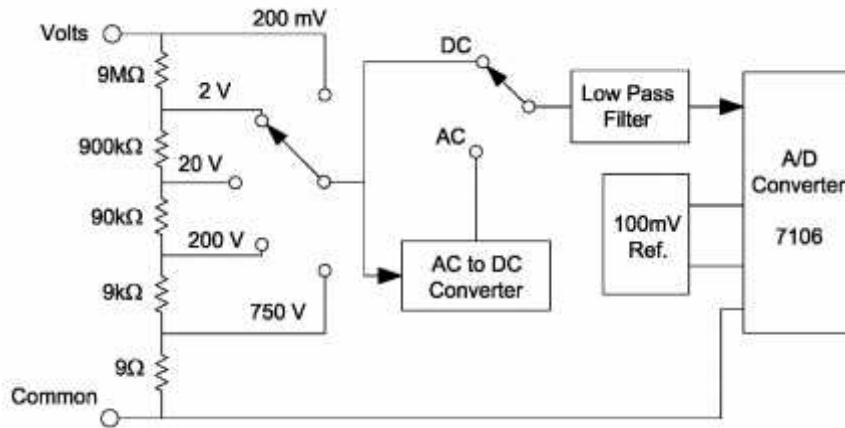 Volts
200 mV
9MΩ
2 V
900kΩ
20 V
90kΩ
200 V
9kΩ
750 V
9Ω
Common
DC
AC
AC to DC
Converter
Low Pass
Filter
100mV
Ref.
A/D
Converter
7106